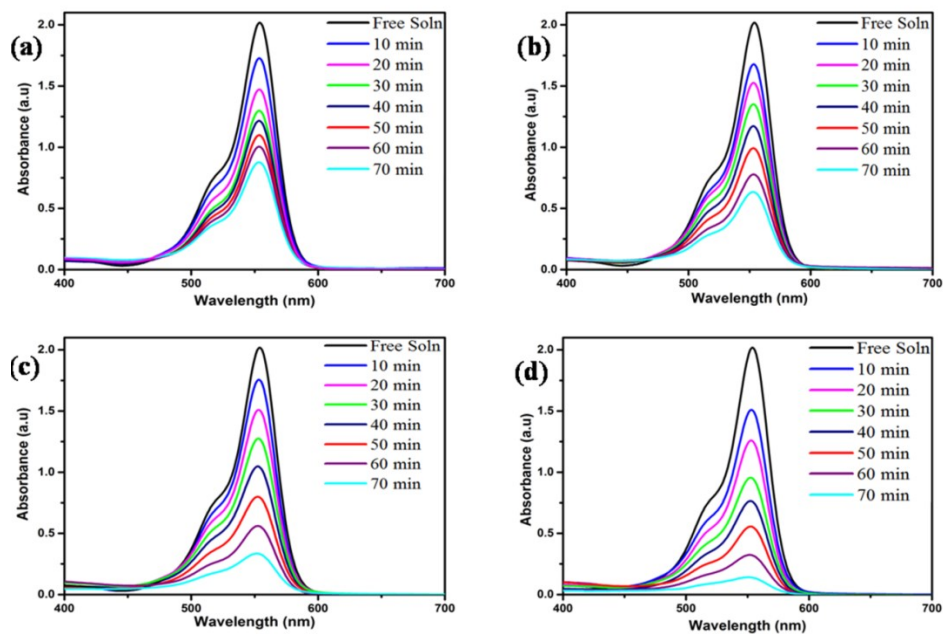 (a)
Absorbance (a.u)
2.0
1.5
1.0
0.5
0.0
400
500
600
700
Wavelength (nm)
Free Soln
10 min
20 min
30 min
40 min
50 min
60 min
70 min
(b)
Absorbance (a.u)
2.0
1.5
1.0
0.5
0.0
400
500
600
700
Wavelength (nm)
Free Soln
10 min
20 min
30 min
40 min
50 min
60 min
70 min
(c)
Absorbance (a.u)
2.0
1.5
1.0
0.5
0.0
400
500
600
700
Wavelength (nm)
Free Soln
10 min
20 min
30 min
40 min
50 min
60 min
70 min
(d)
Absorbance (a.u)
2.0
1.5
1.0
0.5
0.0
400
500
600
700
Wavelength (nm)
Free Soln
10 min
20 min
30 min
40 min
50 min
60 min
70 min